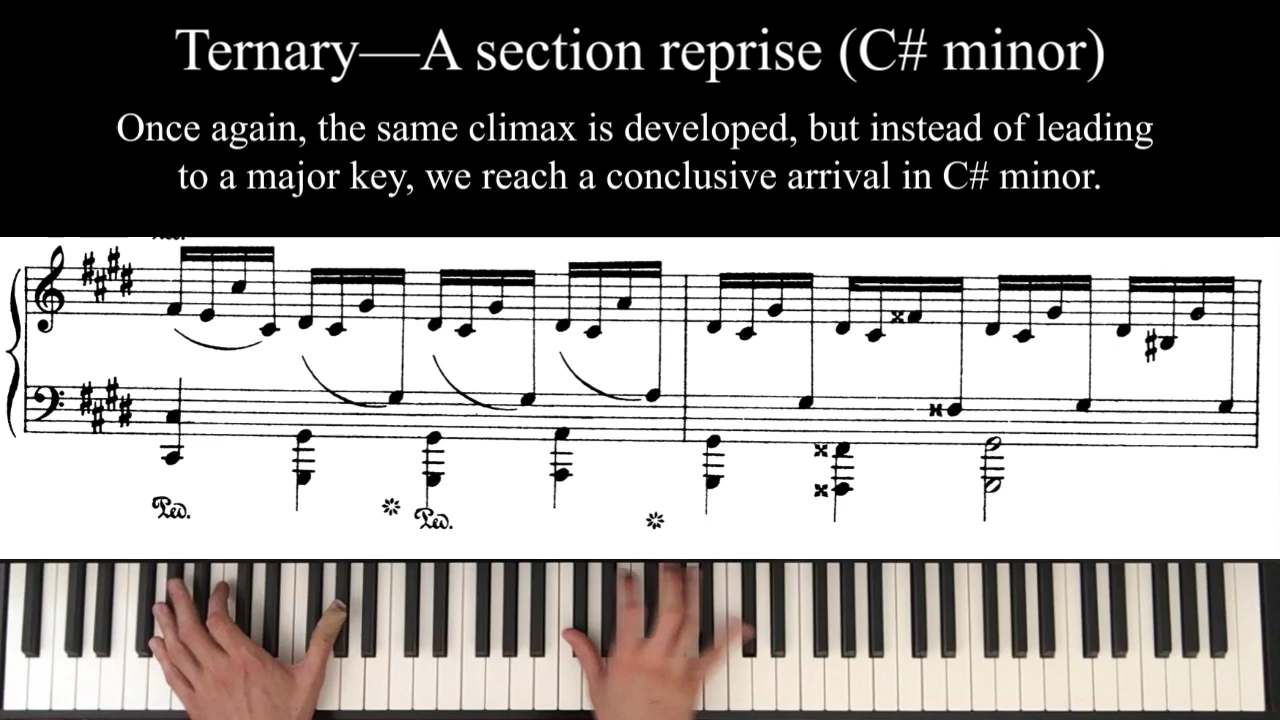 Ternary—A section reprise (C# minor)
Once again, the same climax is developed, but instead of leading
to a major key, we reach a conclusive arrival in C# minor.
Ped.
Ped.